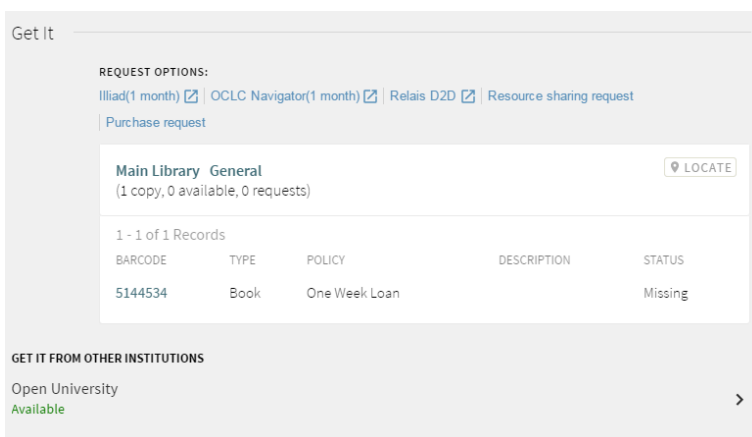 Get It
REQUEST OPTIONS:
Illiad(1 month) | OCLC Navigator(1 month) | Relais D2D | Resource sharing request
| Purchase request
Main Library General
LOCATE
(1 copy, 0 available, 0 requests)
1 - 1 of 1 Records
BARCODE TYPE POLICY DESCRIPTION STATUS
5144534 Book One Week Loan Missing
GET IT FROM OTHER INSTITUTIONS
Open University
Available